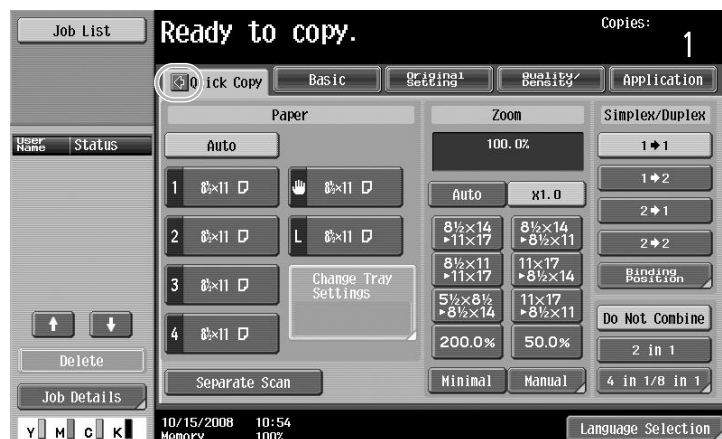 Job List
Ready to copy.
Copies:
1
Quick Copy
Basic
Original Setting
Quality/Density
Application
Paper
Zoom
Simplex/Duplex
User Name
Status
Auto
100.0%
1→1
1 8½×11
8½×11
Auto
X1.0
1→2
2→1
2 8½×11
L 8½×11
8½×14 ▸11×17
8½×14 ▸8½×11
2→2
3 8½×11
Change Tray Settings
8½×11 ▸11×17
11×17 ▸8½×14
Binding Position
5½×8½ ▸8½×14
11×17 ▸8½×11
Do Not Combine
4 8½×11
200.0%
50.0%
2 in 1
Delete
Separate Scan
Minimal
Manual
4 in 1/8 in 1
Job Details
Y M C K
10/15/2008 10:54
Memory 100%
Language Selection